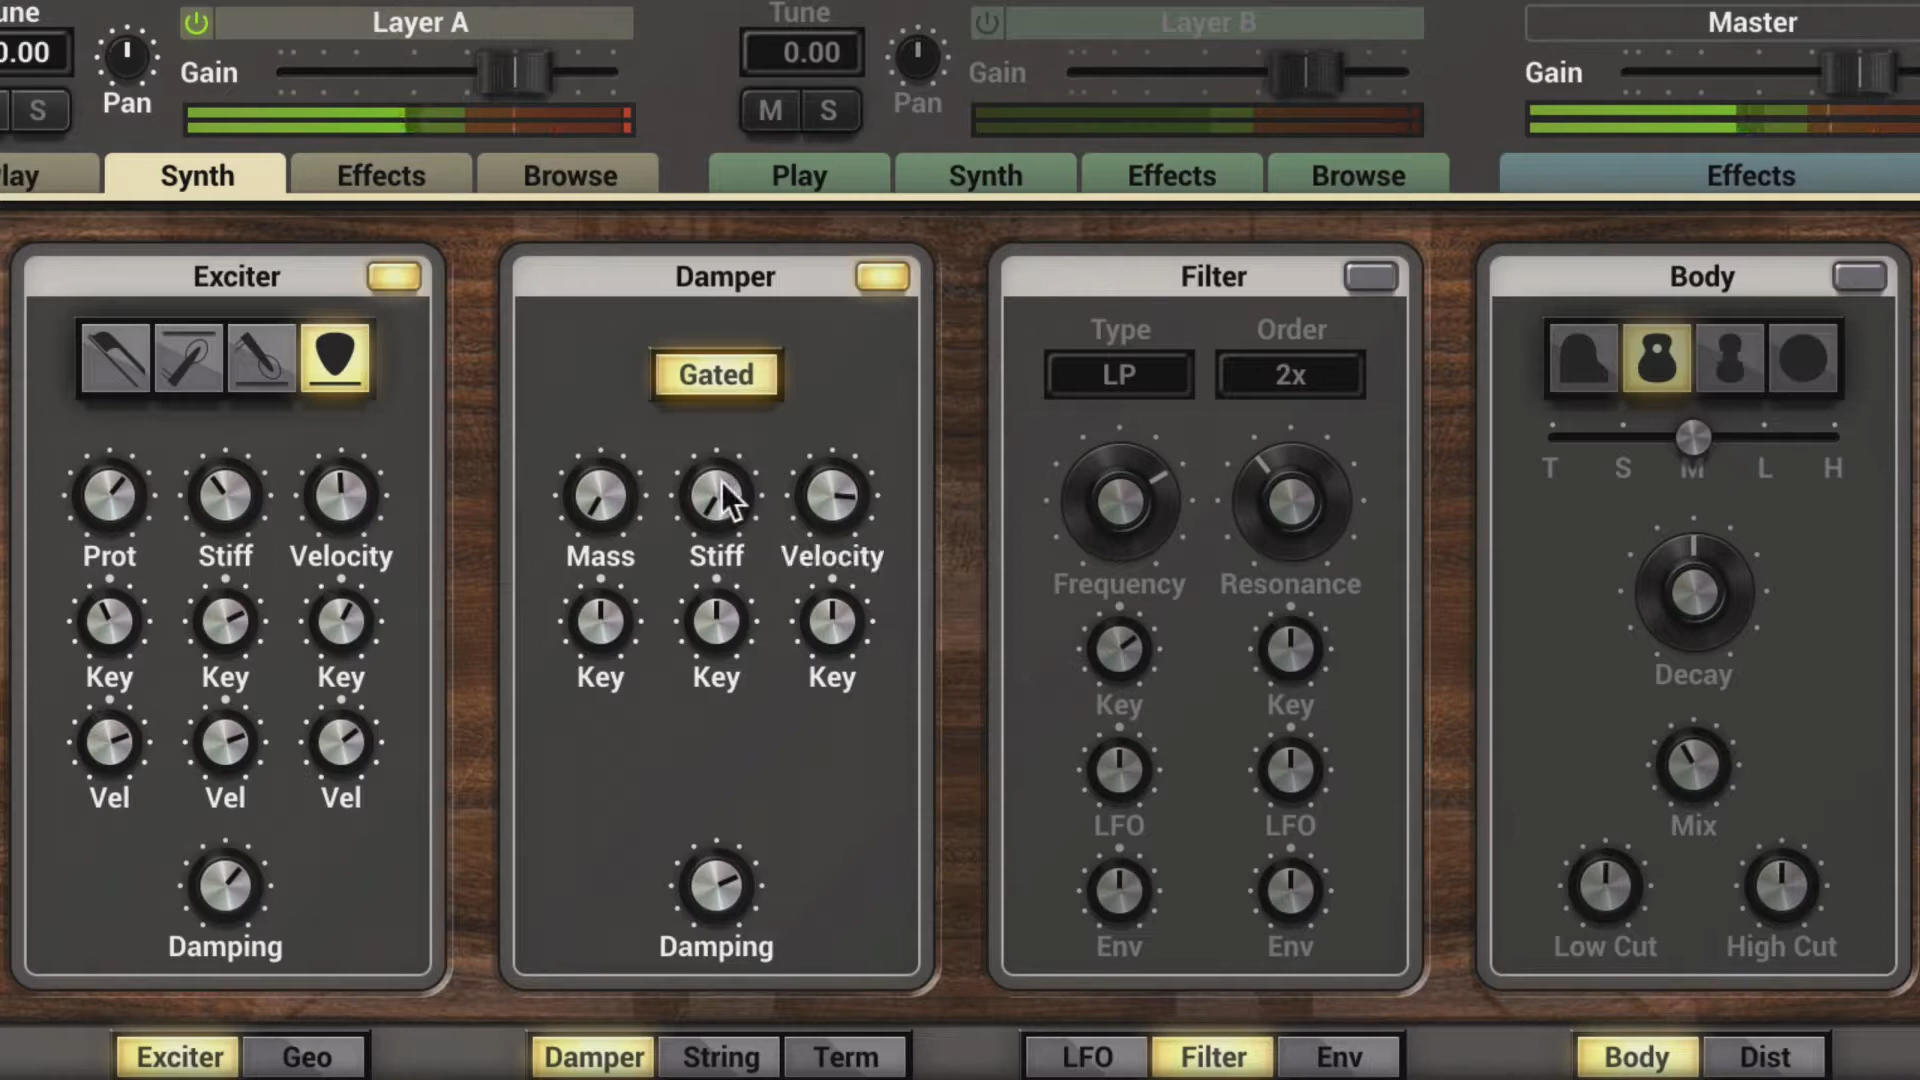 une
0.00
S
Pan
Layer A
Gain
Tune
0.00
M S
Pan
Layer B
Gain
Master
Gain
lay Synth Effects Browse
Play Synth Effects Browse
Effects
Exciter
Prot Stiff Velocity
Key Key Key
Vel Vel Vel
Damping
Damper
Gated
Mass Stiff Velocity
Key Key Key
Damping
Filter
Type Order
LP 2x
Frequency Resonance
Key Key
LFO LFO
Env Env
Body
T S M L H
Decay
Mix
Low Cut High Cut
Exciter Geo
Damper String Term
LFO Filter Env
Body Dist